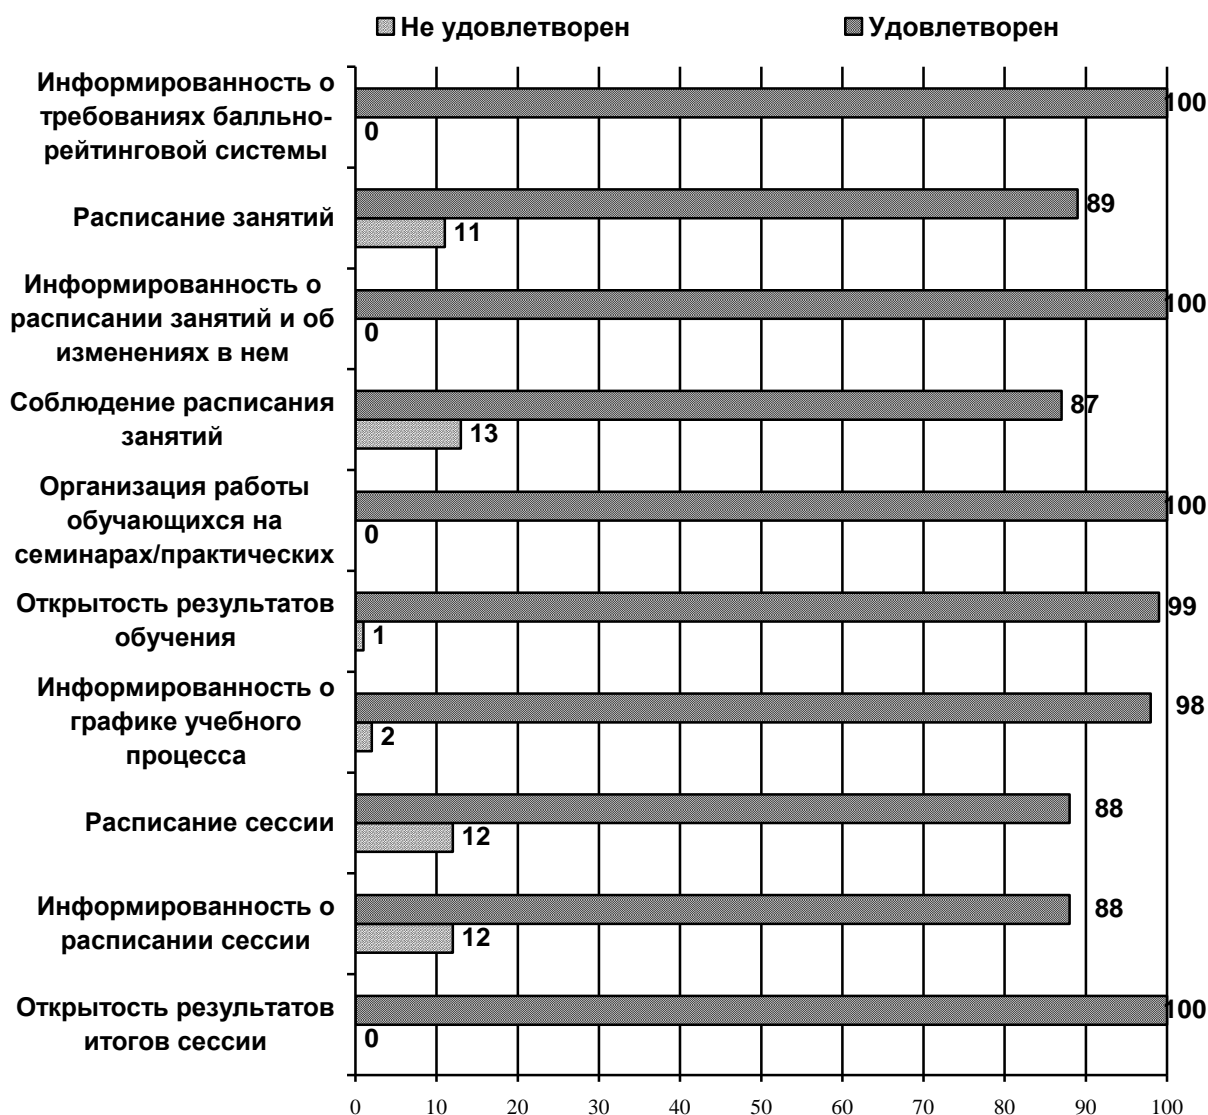 Не удовлетворен
Удовлетворен
Информированность о
требованиях балльно-
рейтинговой системы
100
0
Расписание занятий
89
11
Информированность о
расписании занятий и об
изменениях в нем
100
0
Соблюдение расписания
занятий
87
13
Организация работы
обучающихся на
семинарах/практических
100
0
Открытость результатов
обучения
99
1
Информированность о
графике учебного
процесса
98
2
Расписание сессии
88
12
Информированность о
расписании сессии
88
12
Открытость результатов
итогов сессии
100
0
0 10 20 30 40 50 60 70 80 90 100